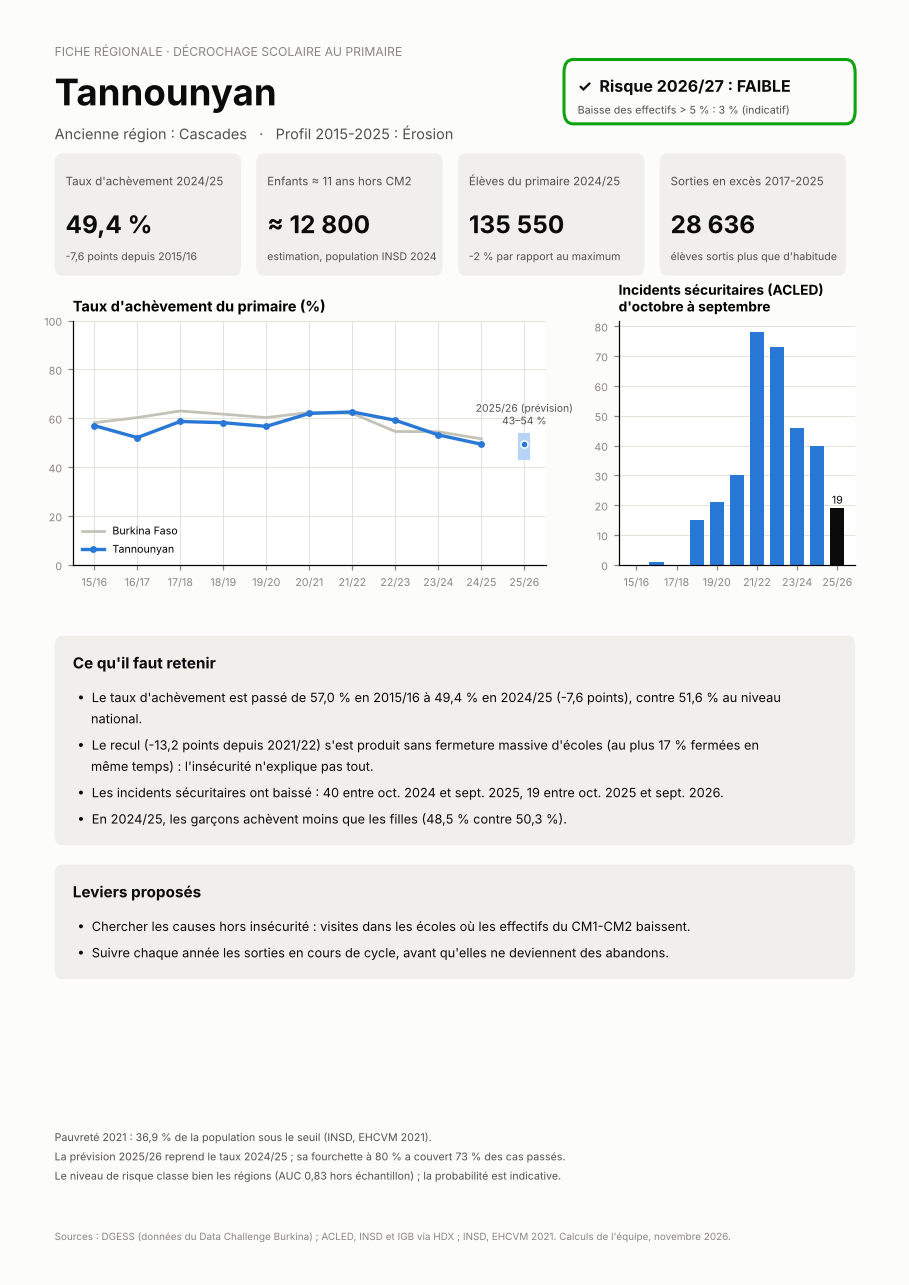 FICHE RÉGIONALE · DÉCROCHAGE SCOLAIRE AU PRIMAIRE
Tannounyan
Ancienne région : Cascades · Profil 2015-2025 : Érosion
✓ Risque 2026/27 : FAIBLE
Baisse des effectifs > 5 % : 3 % (indicatif)
Taux d'achèvement 2024/25
49,4 %
-7,6 points depuis 2015/16
Enfants ≈ 11 ans hors CM2
≈ 12 800
estimation, population INSD 2024
Élèves du primaire 2024/25
135 550
-2 % par rapport au maximum
Sorties en excès 2017-2025
28 636
élèves sortis plus que d'habitude
Taux d'achèvement du primaire (%)
100
80
60
40
20
0
2025/26 (prévision)
43–54 %
Burkina Faso
Tannounyan
15/16 16/17 17/18 18/19 19/20 20/21 21/22 22/23 23/24 24/25 25/26
Incidents sécuritaires (ACLED)
d'octobre à septembre
80
70
60
50
40
30
20
10
0
19
15/16 17/18 19/20 21/22 23/24 25/26
Ce qu'il faut retenir
• Le taux d'achèvement est passé de 57,0 % en 2015/16 à 49,4 % en 2024/25 (-7,6 points), contre 51,6 % au niveau
national.
• Le recul (-13,2 points depuis 2021/22) s'est produit sans fermeture massive d'écoles (au plus 17 % fermées en
même temps) : l'insécurité n'explique pas tout.
• Les incidents sécuritaires ont baissé : 40 entre oct. 2024 et sept. 2025, 19 entre oct. 2025 et sept. 2026.
• En 2024/25, les garçons achèvent moins que les filles (48,5 % contre 50,3 %).
Leviers proposés
• Chercher les causes hors insécurité : visites dans les écoles où les effectifs du CM1-CM2 baissent.
• Suivre chaque année les sorties en cours de cycle, avant qu'elles ne deviennent des abandons.
Pauvreté 2021 : 36,9 % de la population sous le seuil (INSD, EHCVM 2021).
La prévision 2025/26 reprend le taux 2024/25 ; sa fourchette à 80 % a couvert 73 % des cas passés.
Le niveau de risque classe bien les régions (AUC 0,83 hors échantillon) ; la probabilité est indicative.
Sources : DGESS (données du Data Challenge Burkina) ; ACLED, INSD et IGB via HDX ; INSD, EHCVM 2021. Calculs de l'équipe, novembre 2026.